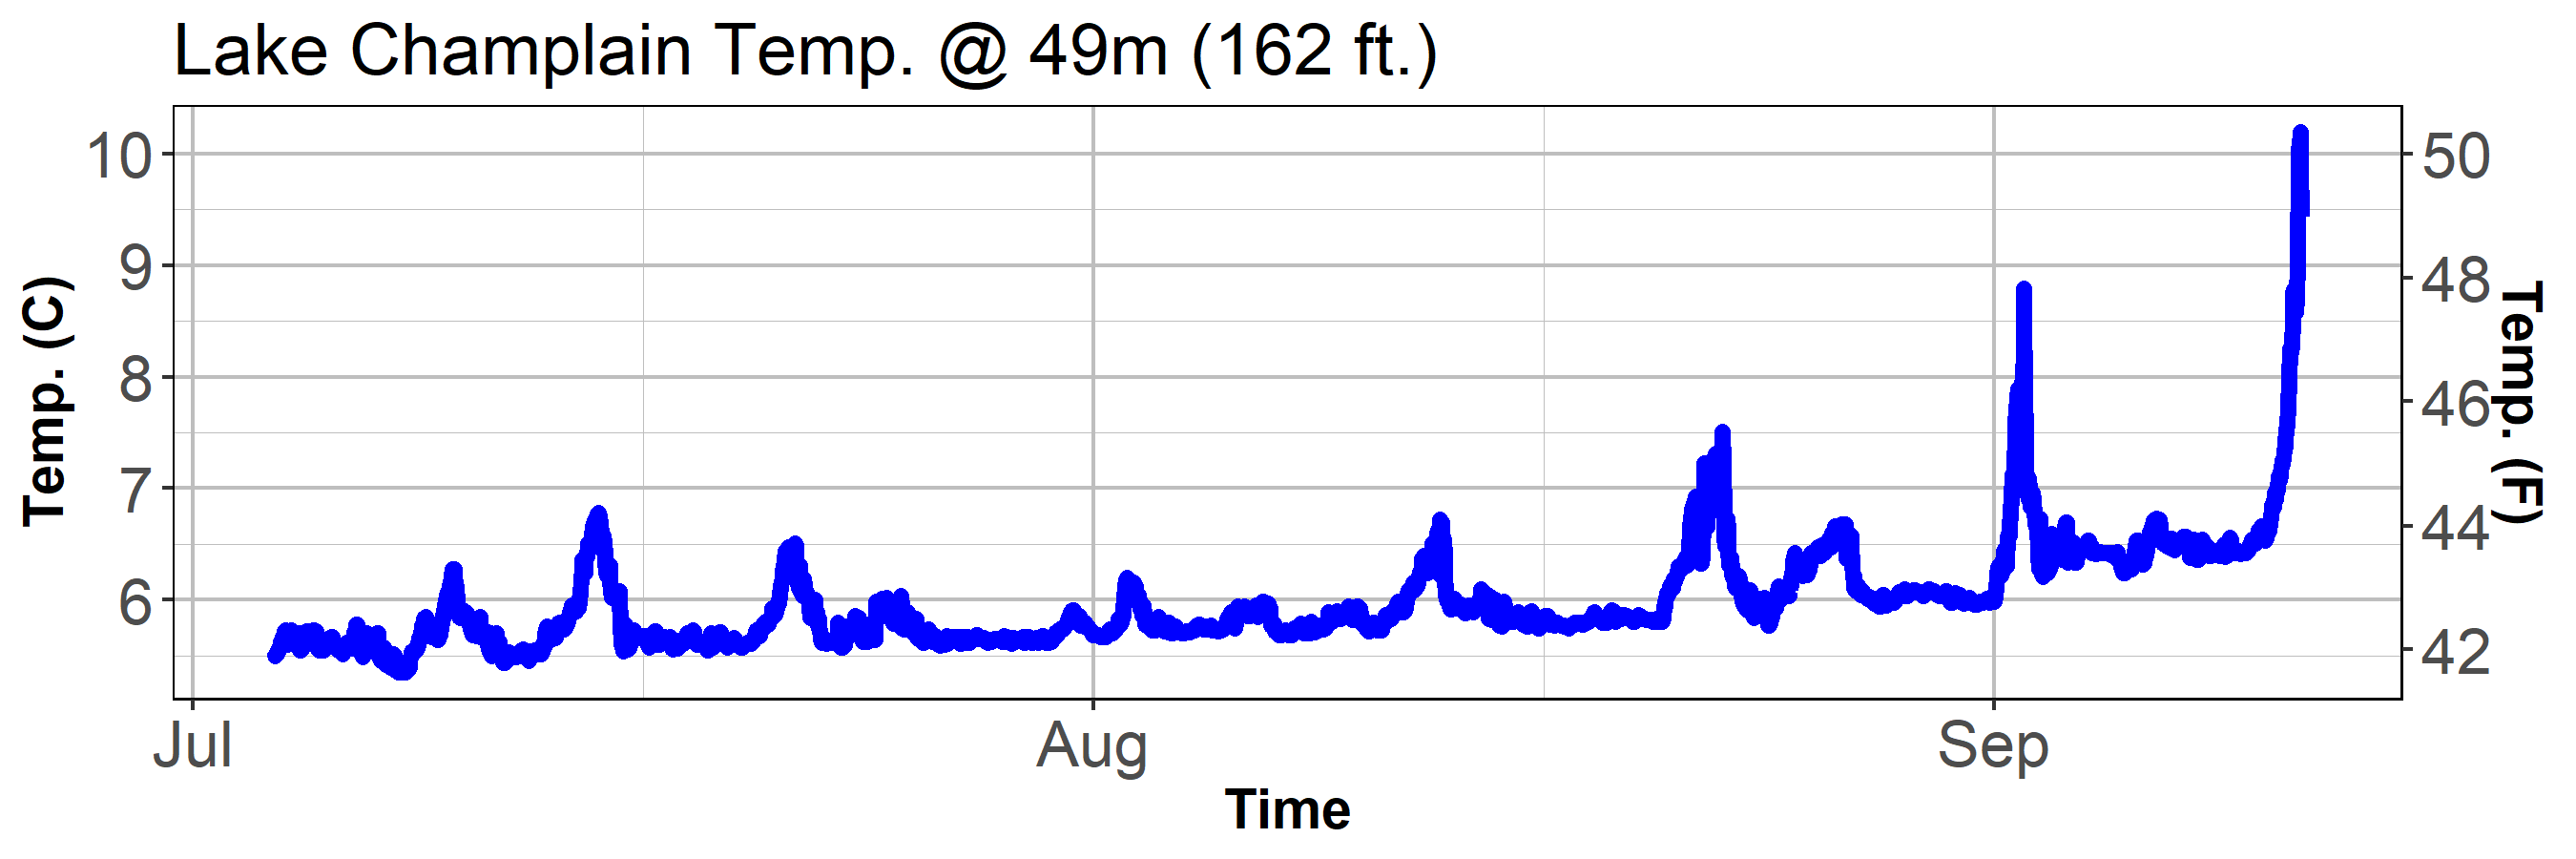 Lake Champlain Temp. @ 49m (162 ft.)
Temp. (C)
10
9
8
7
6
50
48
46
44
42
Temp. (F)
Jul Aug Sep
Time